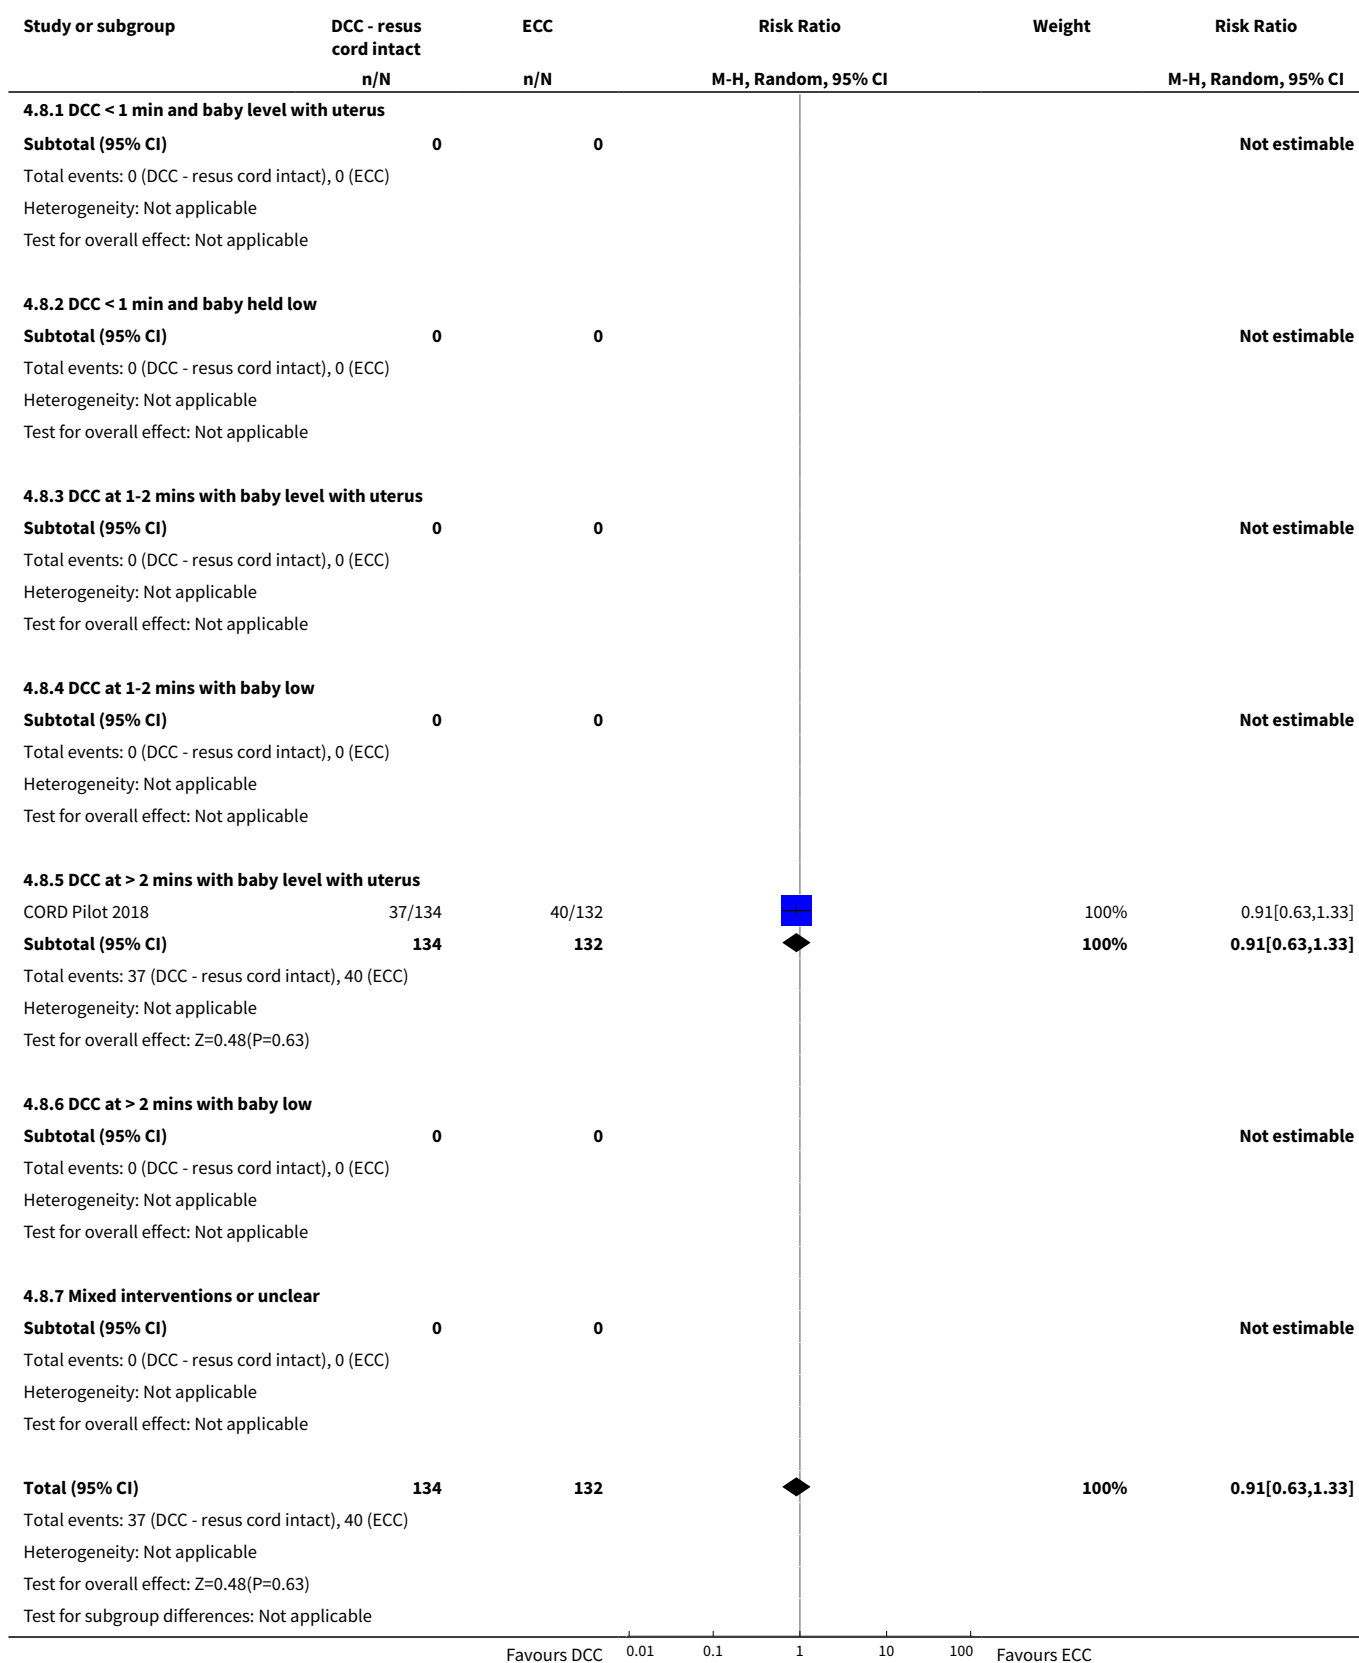 Study or subgroup DCC - resus cord intact ECC Risk Ratio Weight Risk Ratio
n/N n/N M-H, Random, 95% CI M-H, Random, 95% CI
4.8.1 DCC < 1 min and baby level with uterus
Subtotal (95% CI) 0 0 Not estimable
Total events: 0 (DCC - resus cord intact), 0 (ECC)
Heterogeneity: Not applicable
Test for overall effect: Not applicable
4.8.2 DCC < 1 min and baby held low
Subtotal (95% CI) 0 0 Not estimable
Total events: 0 (DCC - resus cord intact), 0 (ECC)
Heterogeneity: Not applicable
Test for overall effect: Not applicable
4.8.3 DCC at 1-2 mins with baby level with uterus
Subtotal (95% CI) 0 0 Not estimable
Total events: 0 (DCC - resus cord intact), 0 (ECC)
Heterogeneity: Not applicable
Test for overall effect: Not applicable
4.8.4 DCC at 1-2 mins with baby low
Subtotal (95% CI) 0 0 Not estimable
Total events: 0 (DCC - resus cord intact), 0 (ECC)
Heterogeneity: Not applicable
Test for overall effect: Not applicable
4.8.5 DCC at > 2 mins with baby level with uterus
CORD Pilot 2018 37/134 40/132 100% 0.91[0.63,1.33]
Subtotal (95% CI) 134 132 100% 0.91[0.63,1.33]
Total events: 37 (DCC - resus cord intact), 40 (ECC)
Heterogeneity: Not applicable
Test for overall effect: Z=0.48(P=0.63)
4.8.6 DCC at > 2 mins with baby low
Subtotal (95% CI) 0 0 Not estimable
Total events: 0 (DCC - resus cord intact), 0 (ECC)
Heterogeneity: Not applicable
Test for overall effect: Not applicable
4.8.7 Mixed interventions or unclear
Subtotal (95% CI) 0 0 Not estimable
Total events: 0 (DCC - resus cord intact), 0 (ECC)
Heterogeneity: Not applicable
Test for overall effect: Not applicable
Total (95% CI) 134 132 100% 0.91[0.63,1.33]
Total events: 37 (DCC - resus cord intact), 40 (ECC)
Heterogeneity: Not applicable
Test for overall effect: Z=0.48(P=0.63)
Test for subgroup differences: Not applicable
Favours DCC 0.01 0.1 1 10 100 Favours ECC